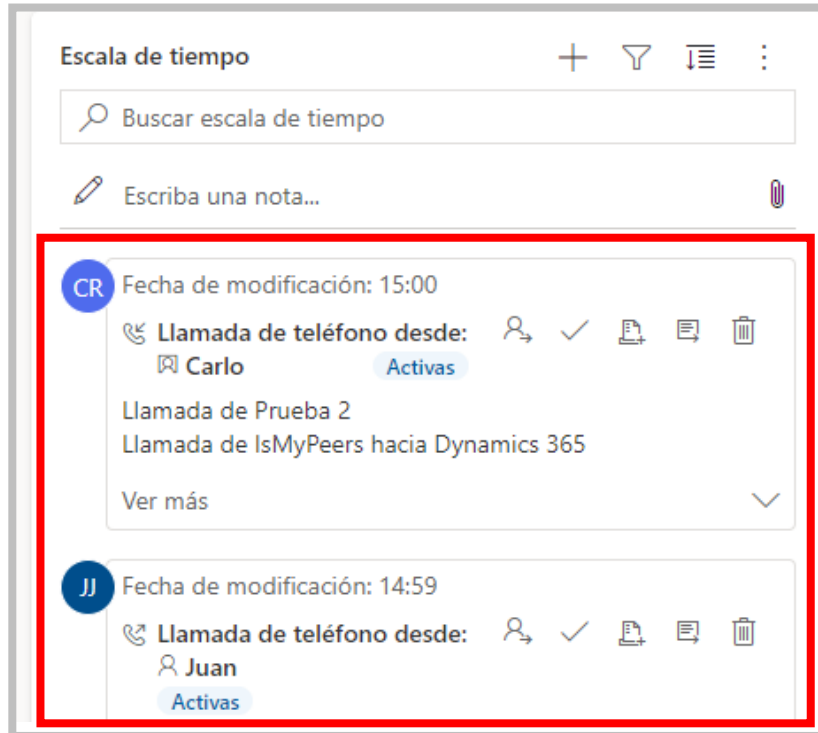 Escala de tiempo
Buscar escala de tiempo
Escriba una nota...
CR
Fecha de modificación: 15:00
Llamada de teléfono desde:
Carlo Activas
Llamada de Prueba 2
Llamada de IsMyPeers hacia Dynamics 365
Ver más
JJ
Fecha de modificación: 14:59
Llamada de teléfono desde:
Juan
Activas